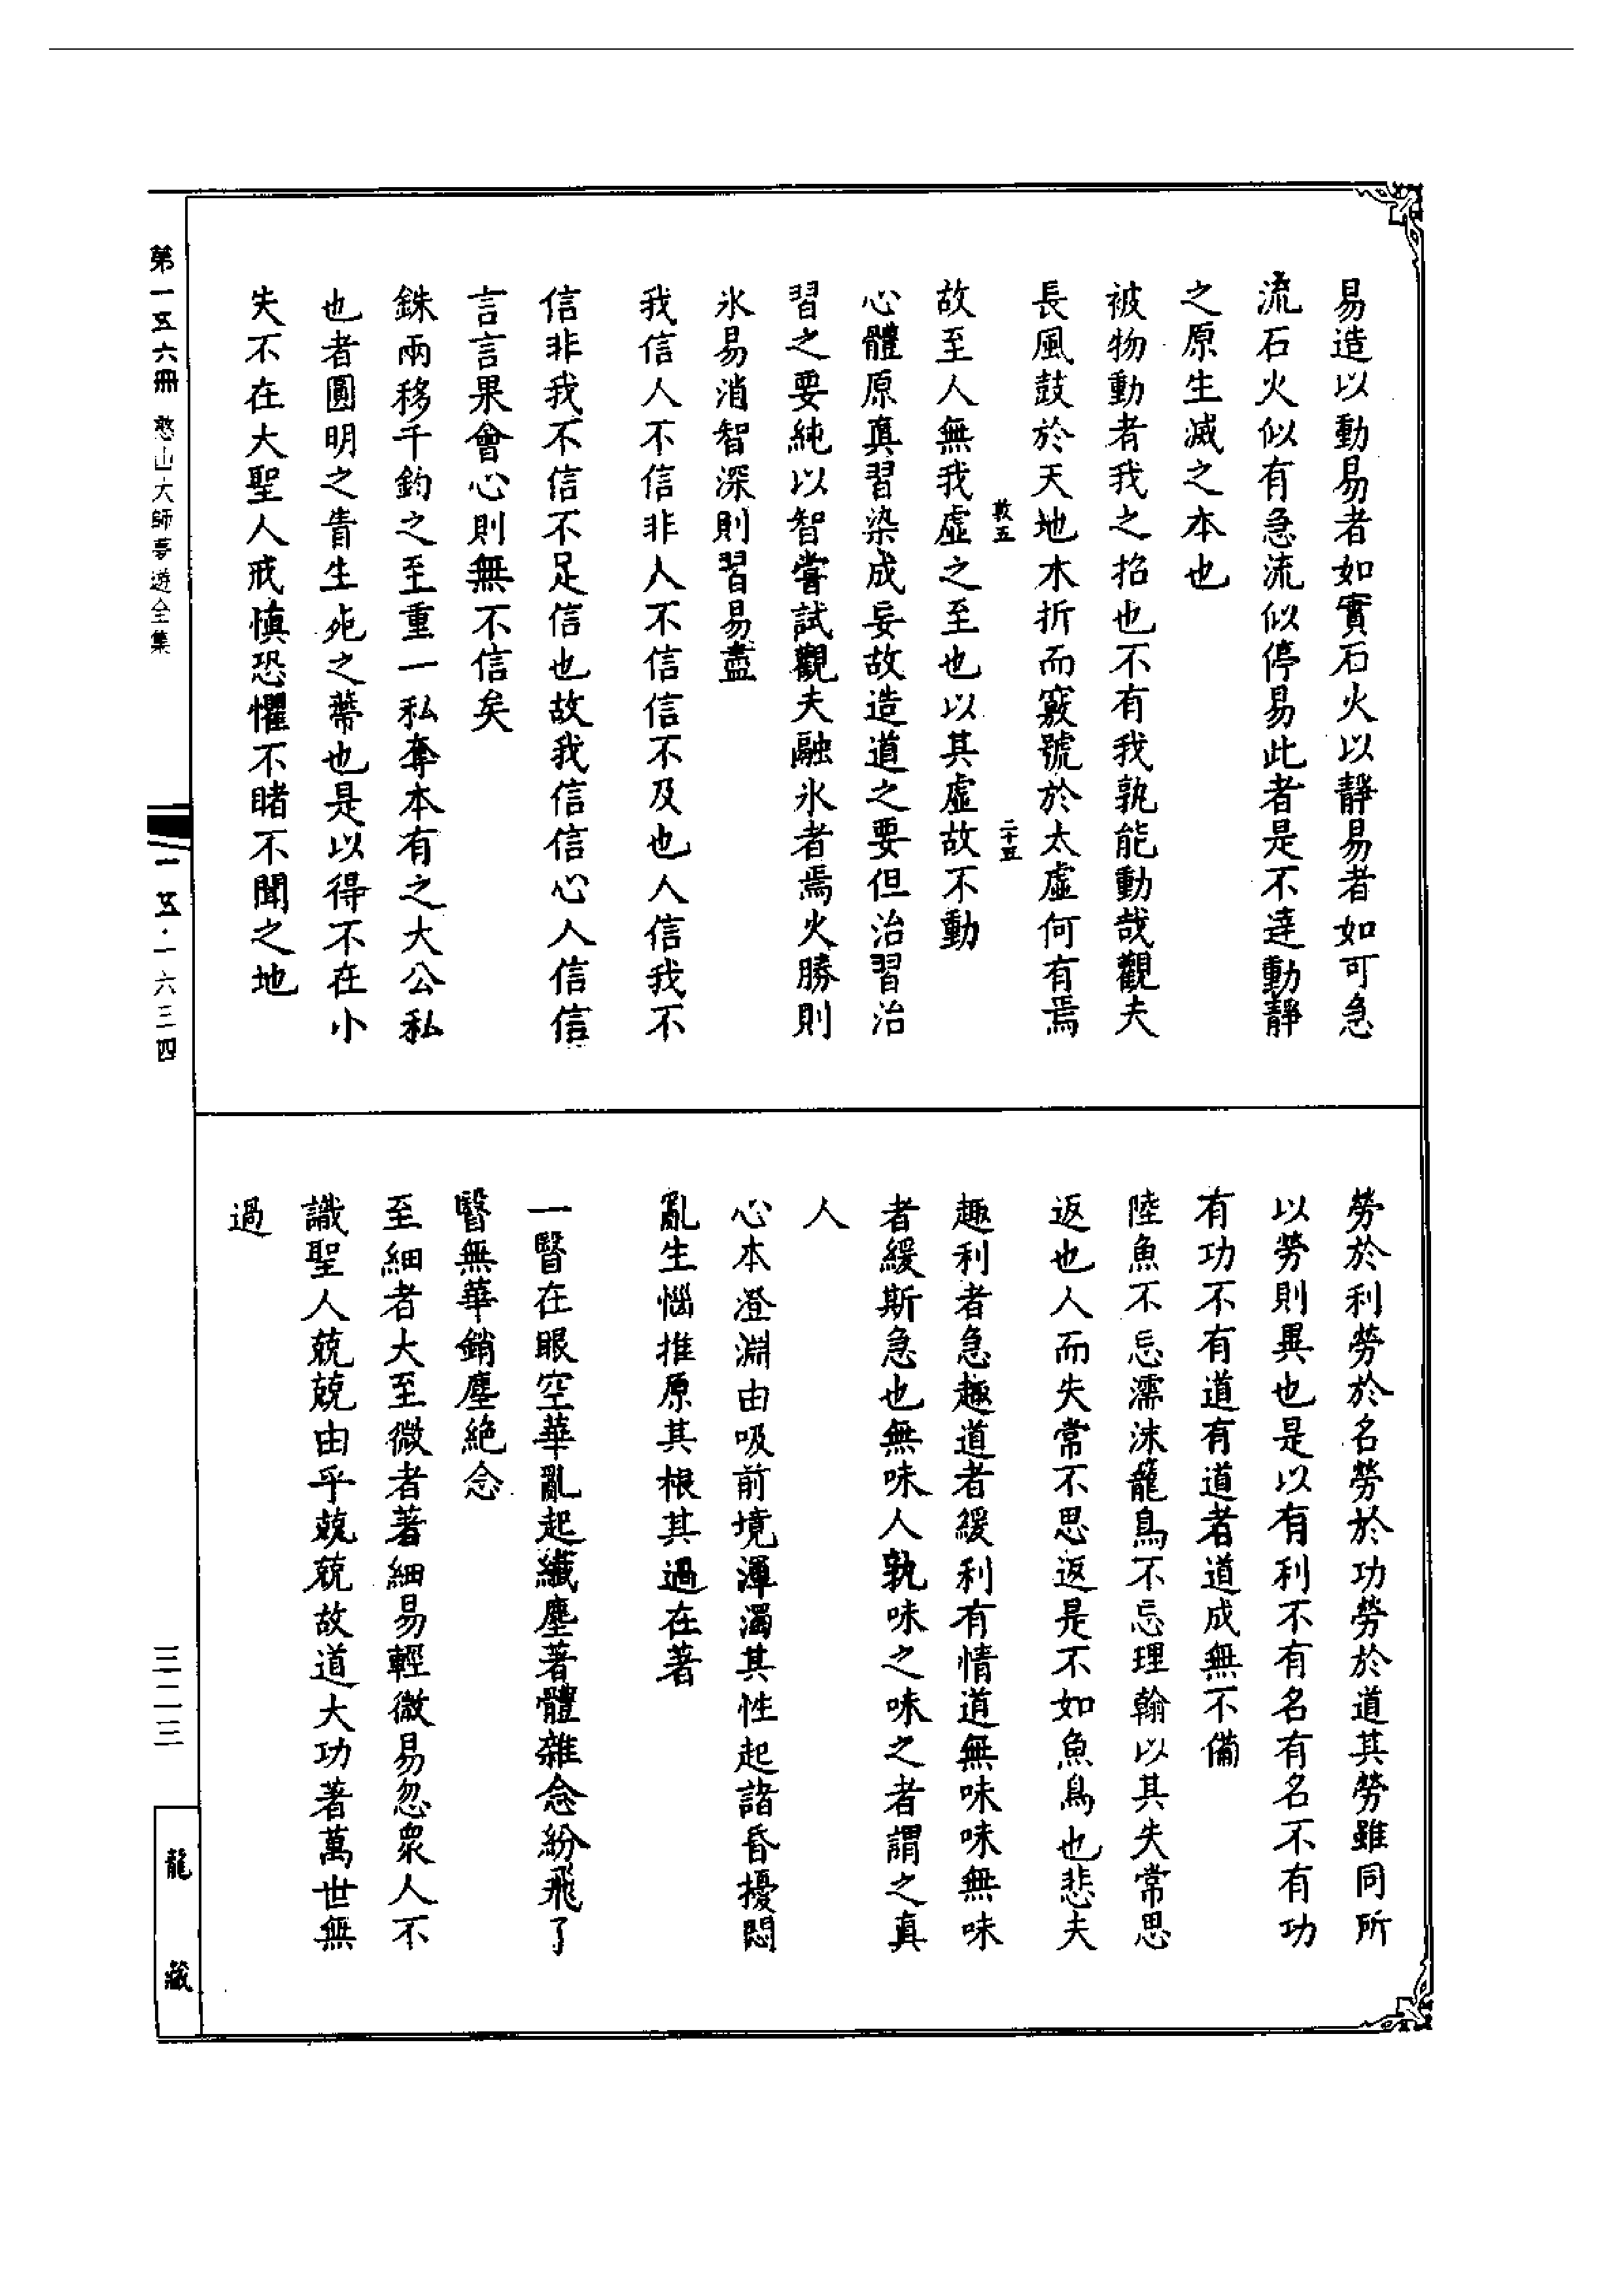 易造以動易者如實石火以靜易者如可急
流石火似有急流似停易此者是不達動靜
之原生滅之本也
被物動者我之招也不有我孰能動哉觀夫
長風鼓於天地木折而竅號於太虛何有焉
故至人無我虛之至也以其虛故不動
心體原真習染成妄故造道之要但治習治
習之要純以智嘗試觀夫融氷者焉火勝則
氷易消智深則習易盡
我信人不信非人不信信不及也人信我不
信非我不信不足信也故我信信心人信信
言言果會心則無不信矣
銖兩移千鈞之至重一私奪本有之大公私
也者圓明之眚生死之蔕也是以得不在小
失不在大聖人戒慎恐懼不睹不聞之地
二十五
勞於利勞於名勞於功勞於道其勞雖同所
以勞則異也是以有利不有名有名不有功
有功不有道有道者道成無不備
陸魚不忘濡沫籠鳥不忘理翰以其失常思
返也人而失常不思返是不如魚鳥也悲夫
趣利者急趣道者緩利有情道無味味無味
者緩斯急也無味人孰味之味之者謂之真
人
心本澄淵由吸前境渾濁其性起諸昏擾悶
亂生惱推原其根其過在著
一瞖在眼空華亂起纖塵著體雜念紛飛了
瞖無華銷塵絕念
至細者大至微者著細易輕微易忽眾人不
識聖人兢兢由乎兢兢故道大功著萬世無
過
第一五六冊 憨山大師夢遊全集
一五·一六三四
三二三
龍藏